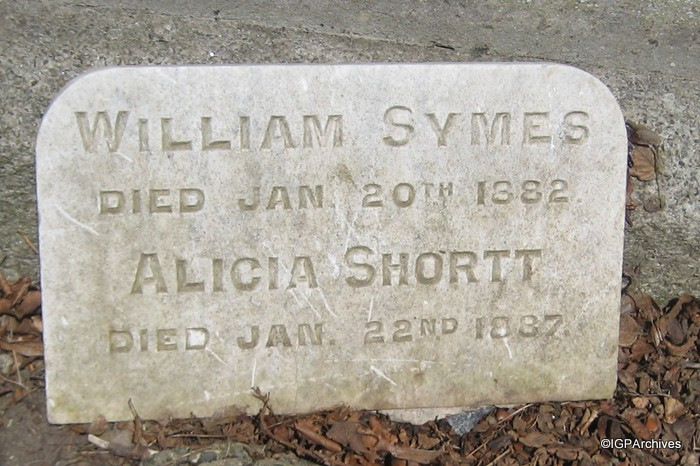 WILLIAM SYMES
DIED JAN. 20TH 1882.
ALICIA SHORTT
DIED JAN. 22ND 1887.
©IGPArchives